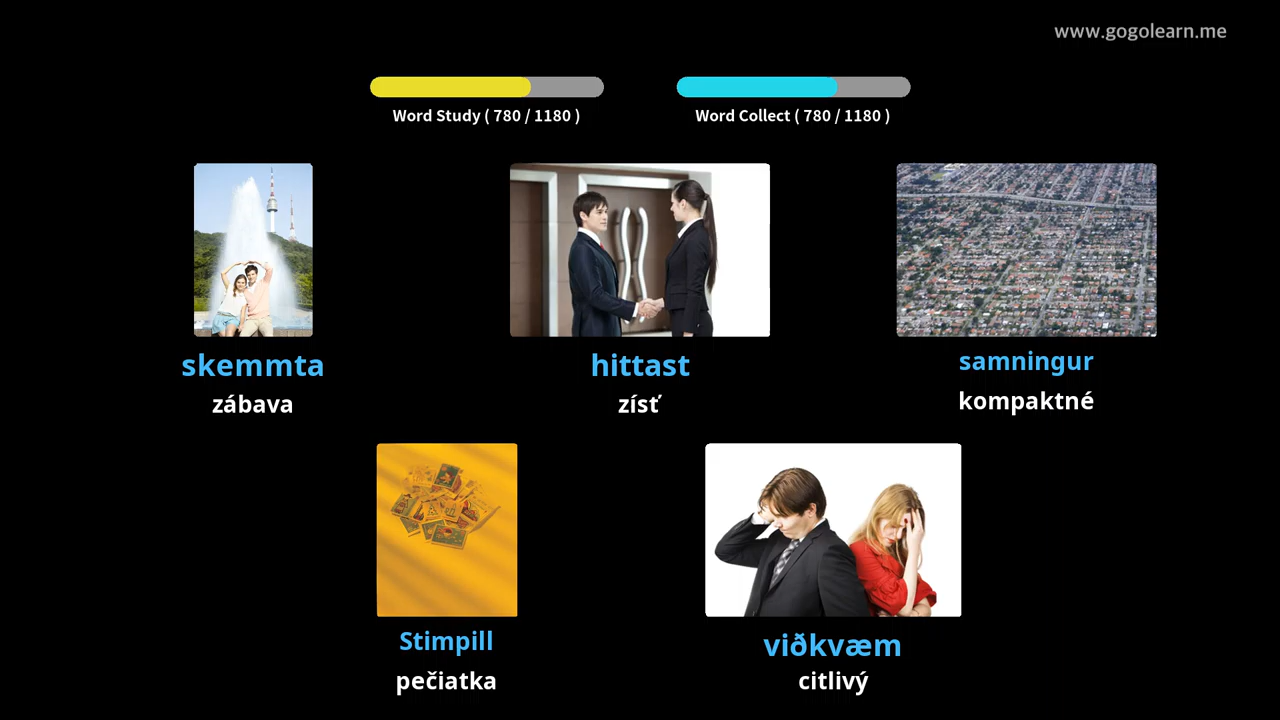 www.gogolearn.me
Word Study ( 780 / 1180 )
Word Collect ( 780 / 1180 )
skemmta
zábava
hittast
zísť
samningur
kompaktné
Stimpill
pečiatka
viðkvæm
citlivý